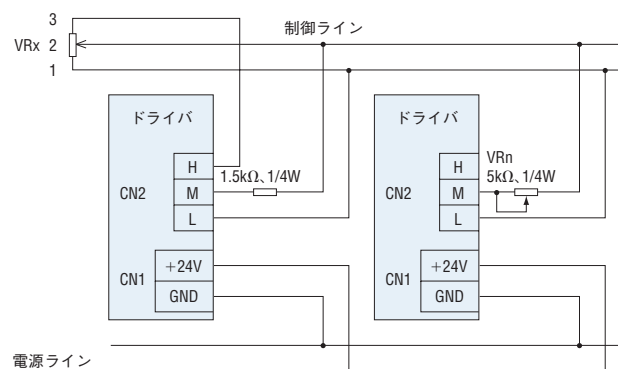 3
制御ライン
VRx 2
1
ドライバ
H
1.5kΩ、1/4W
CN2
M
L
CN1
+24V
GND
ドライバ
H
VRn
5kΩ、1/4W
CN2
M
L
CN1
+24V
GND
電源ライン